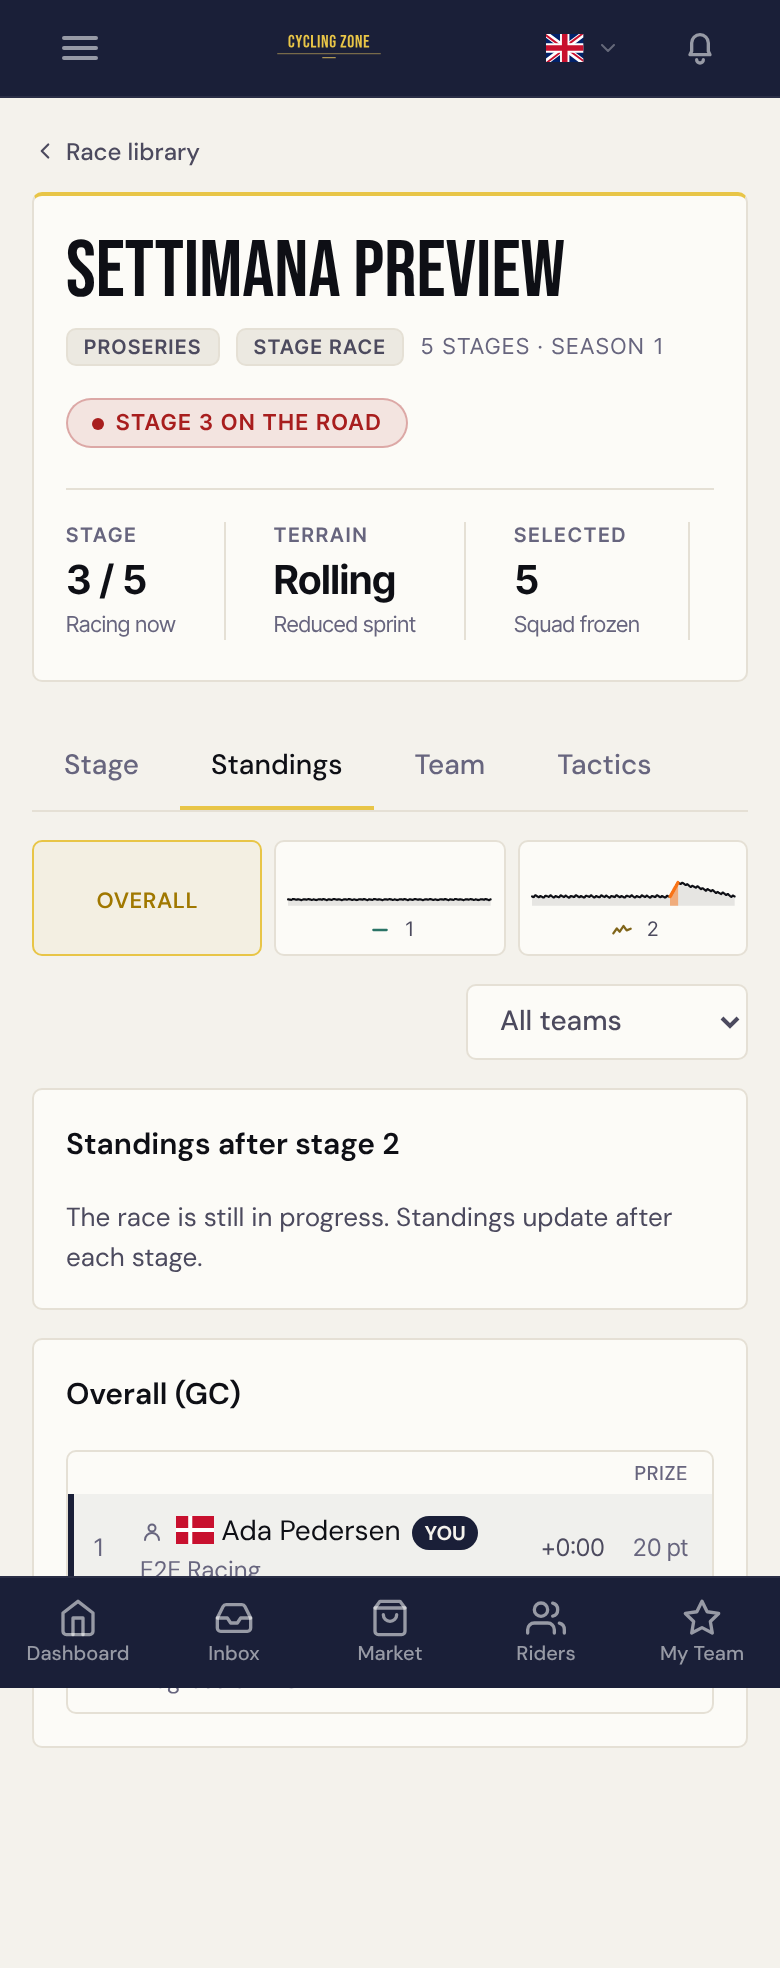 CYCLING ZONE
Race library
SETTIMANA PREVIEW
PROSERIES STAGE RACE 5 STAGES · SEASON 1
STAGE 3 ON THE ROAD
STAGE TERRAIN SELECTED
3 / 5 Rolling 5
Racing now Reduced sprint Squad frozen
Stage Standings Team Tactics
OVERALL
1 2
All teams
Standings after stage 2
The race is still in progress. Standings update after
each stage.
Overall (GC)
PRIZE
1 Ada Pedersen YOU +0:00 20 pt
E2E Racing
Dashboard Inbox Market Riders My Team